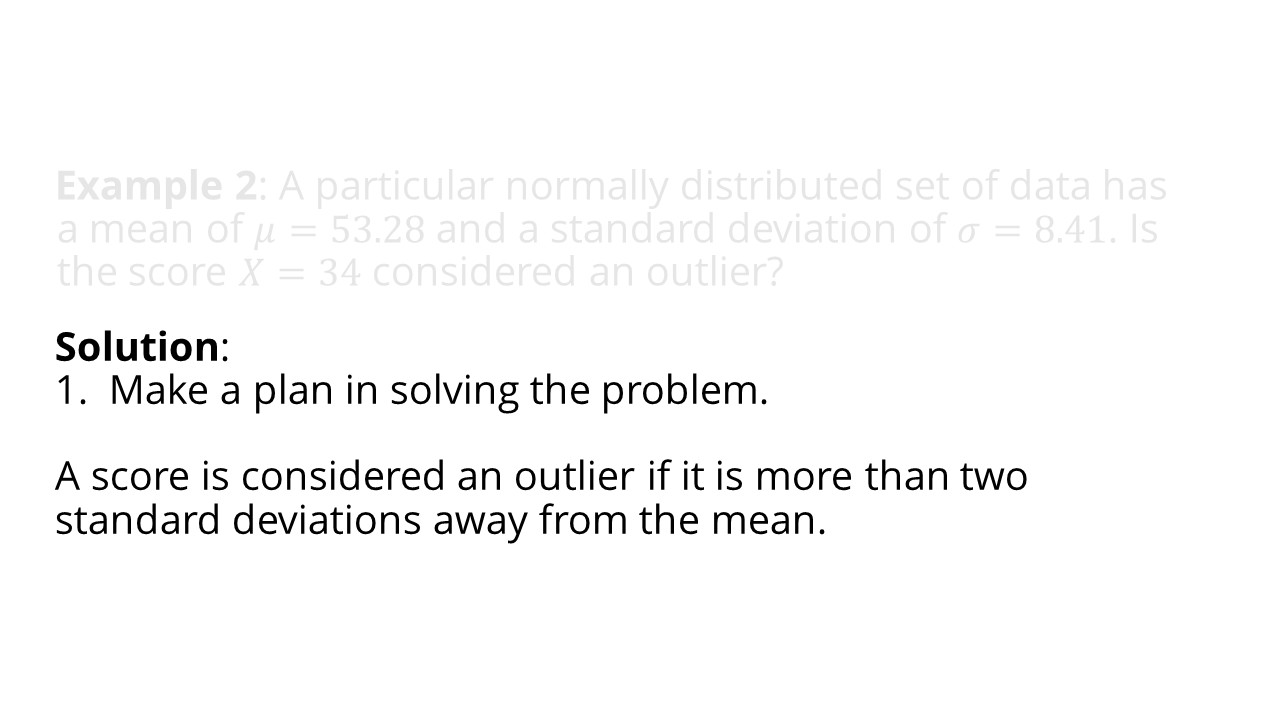 Example 2: A particular normally distributed set of data has
a mean of μ = 53.28 and a standard deviation of σ = 8.41. Is
the score X = 34 considered an outlier?
Solution:
1. Make a plan in solving the problem.
A score is considered an outlier if it is more than two
standard deviations away from the mean.